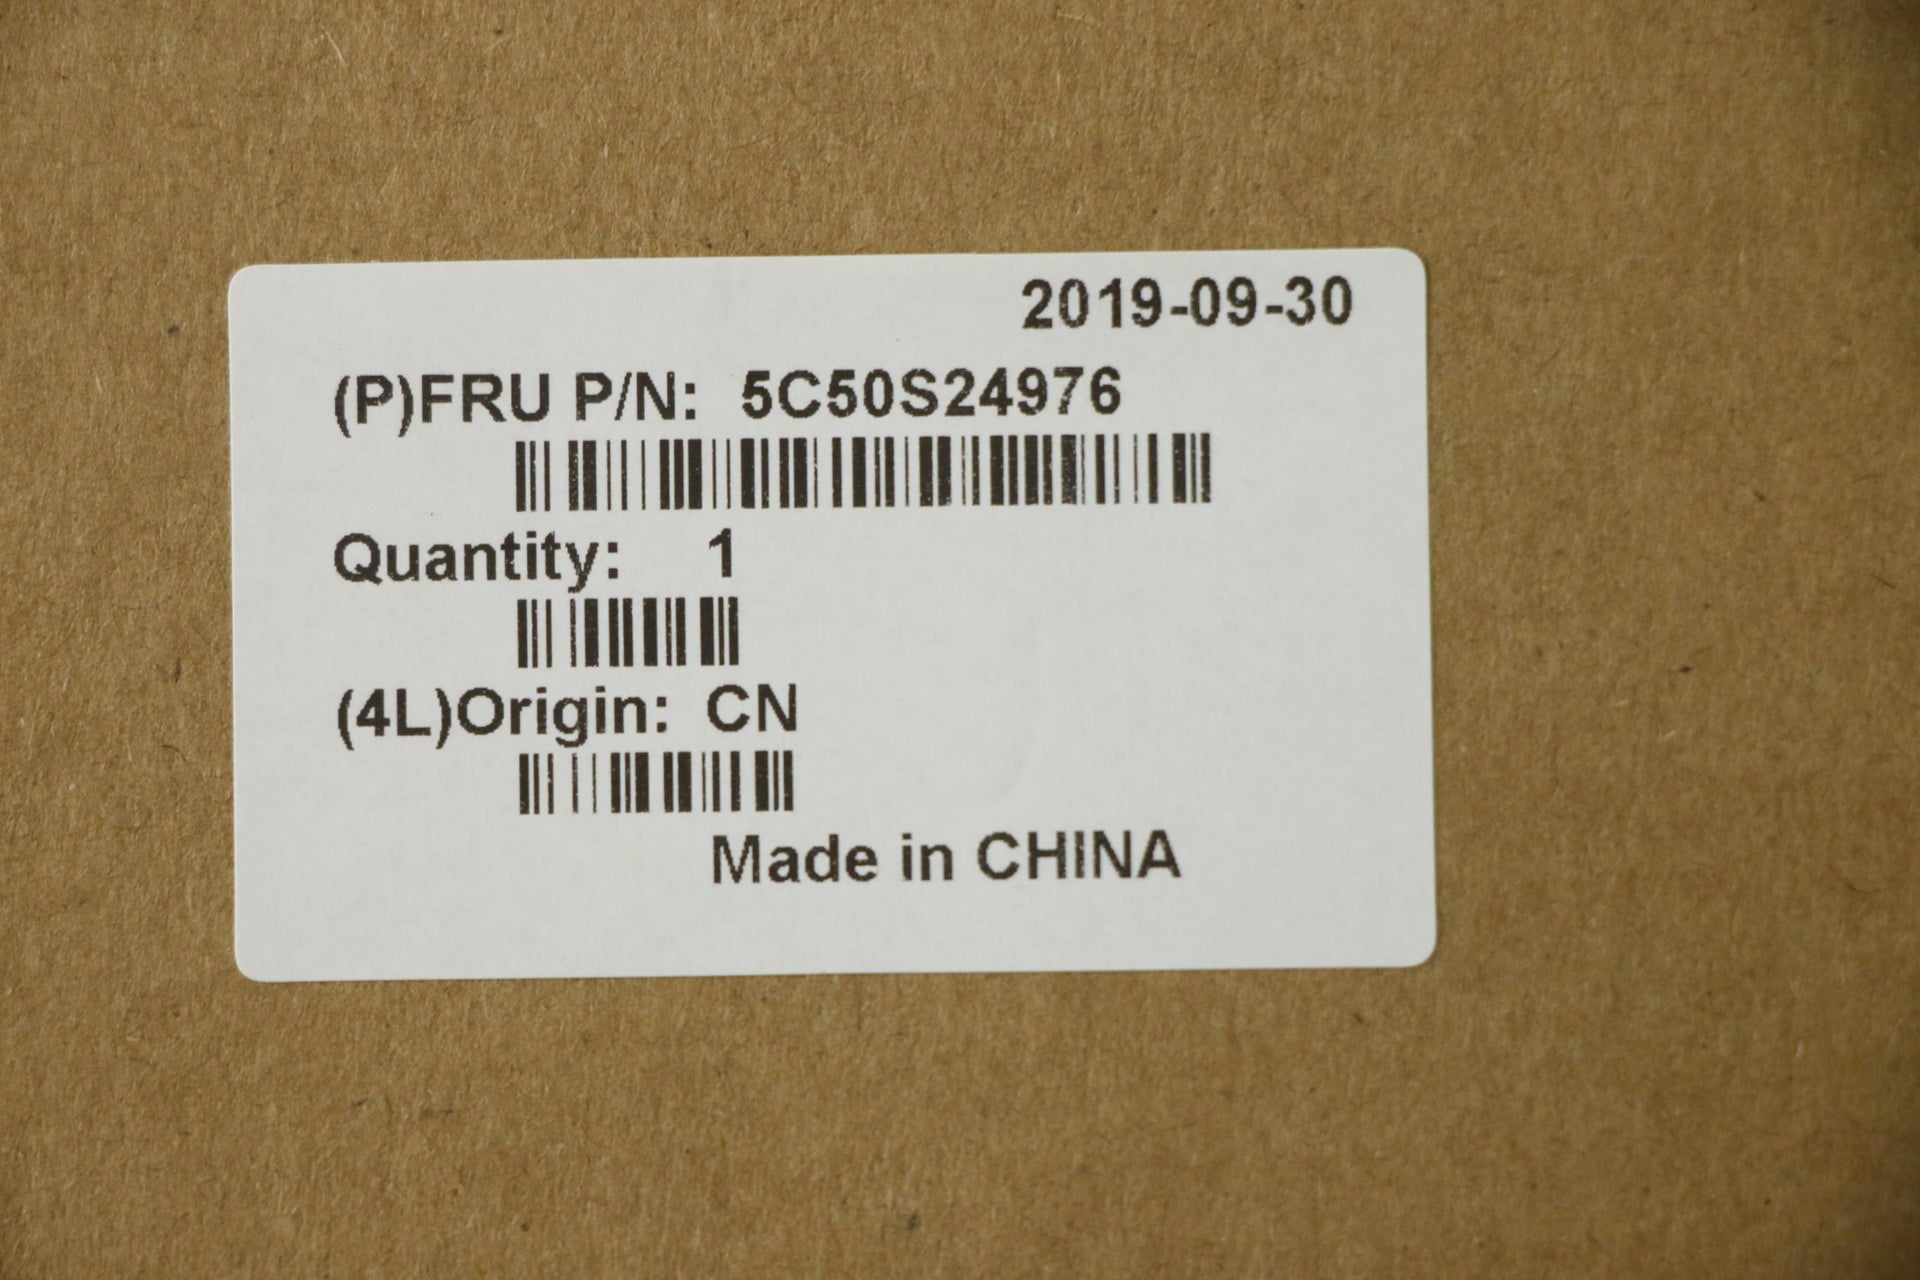 2019-09-30
(P)FRU P/N: 5C50S24976
Quantity: 1
(4L)Origin: CN
Made in CHINA